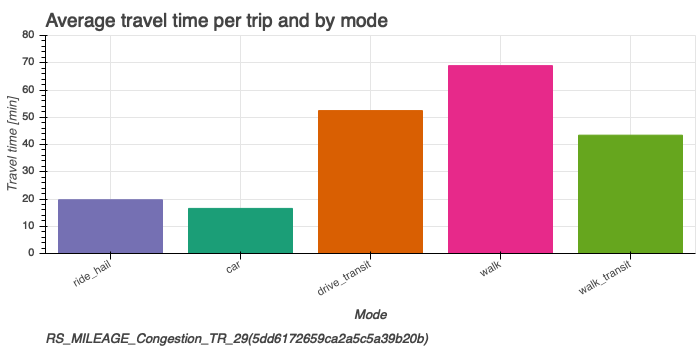 Average travel time per trip and by mode
80
70
60
50
40
30
20
10
0
Travel time [min]
ride_hail
car
drive_transit
walk
walk_transit
Mode
RS_MILEAGE_Congestion_TR_29(5dd6172659ca2a5c5a39b20b)